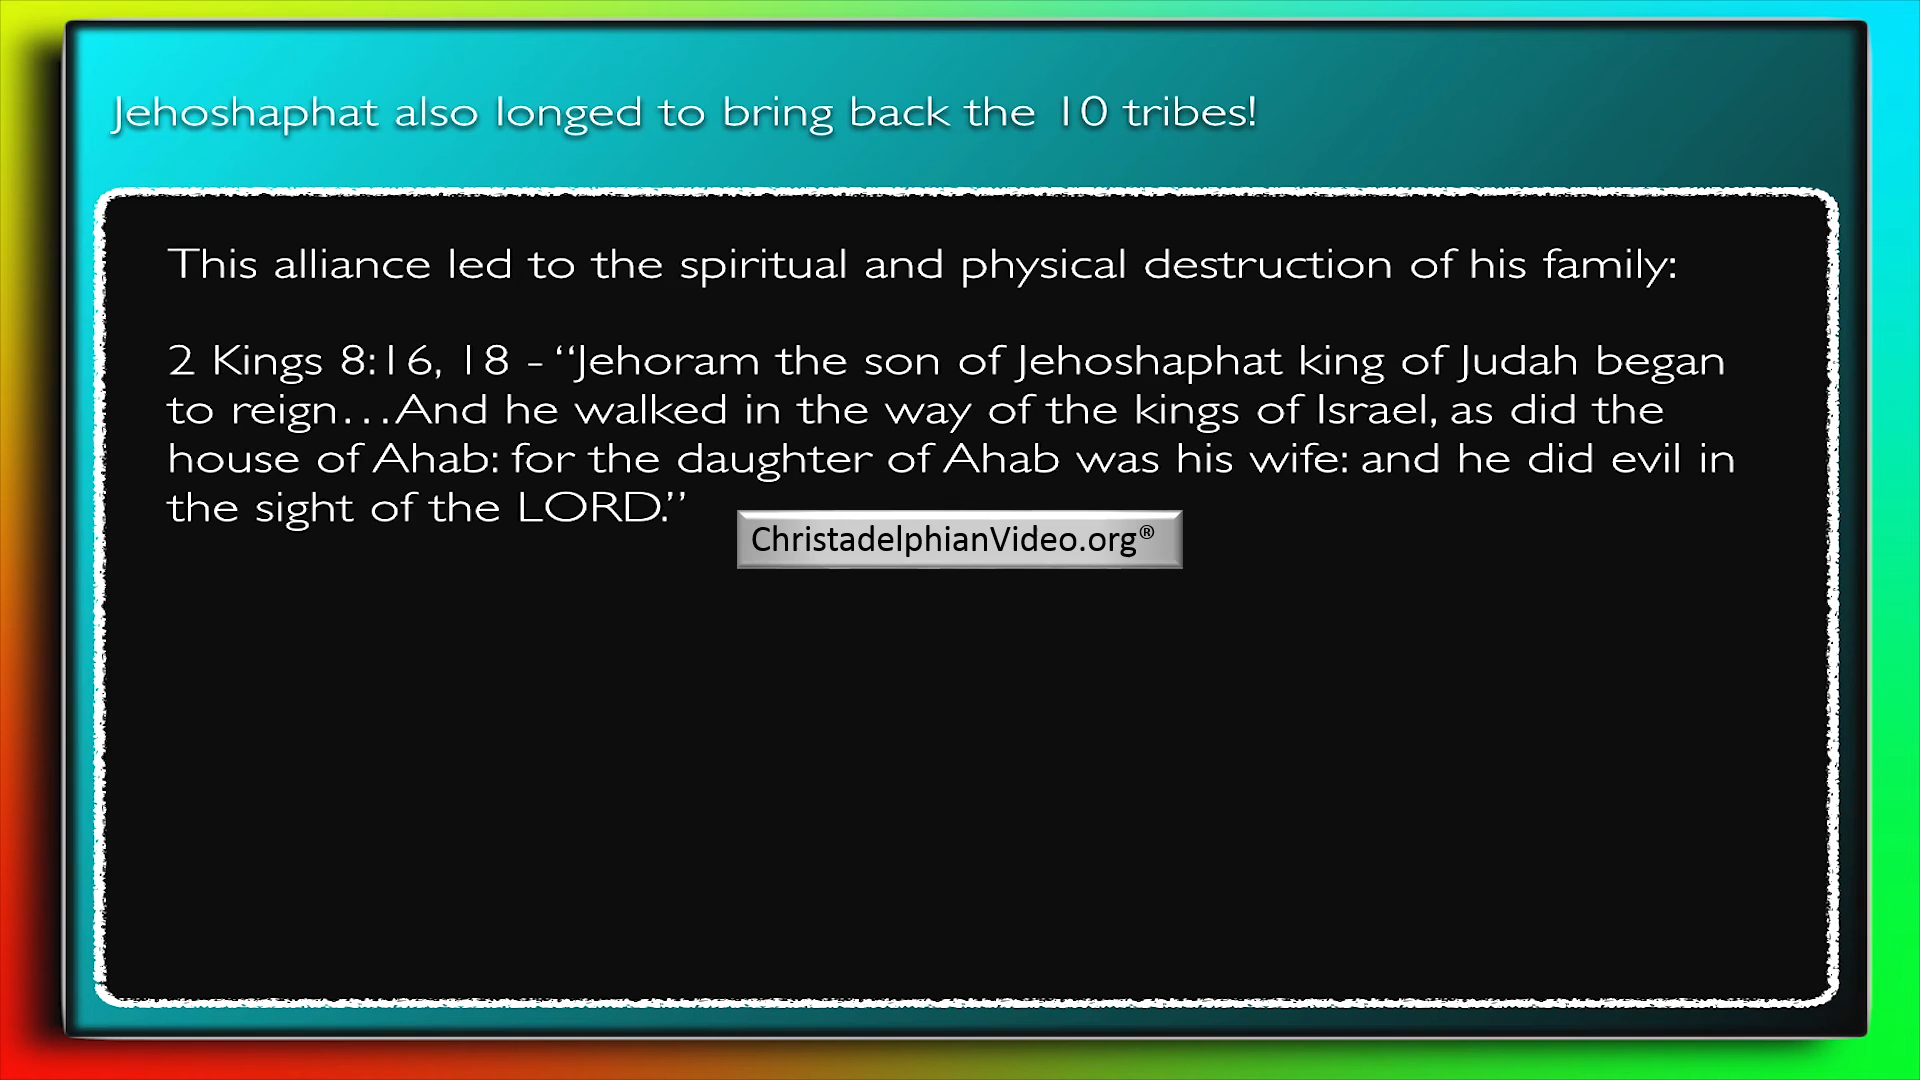 Jehoshaphat also longed to bring back the 10 tribes!
This alliance led to the spiritual and physical destruction of his family:
2 Kings 8:16, 18 - “Jehoram the son of Jehoshaphat king of Judah began
to reign…And he walked in the way of the kings of Israel, as did the
house of Ahab: for the daughter of Ahab was his wife: and he did evil in
the sight of the LORD.”
ChristadelphianVideo.org®